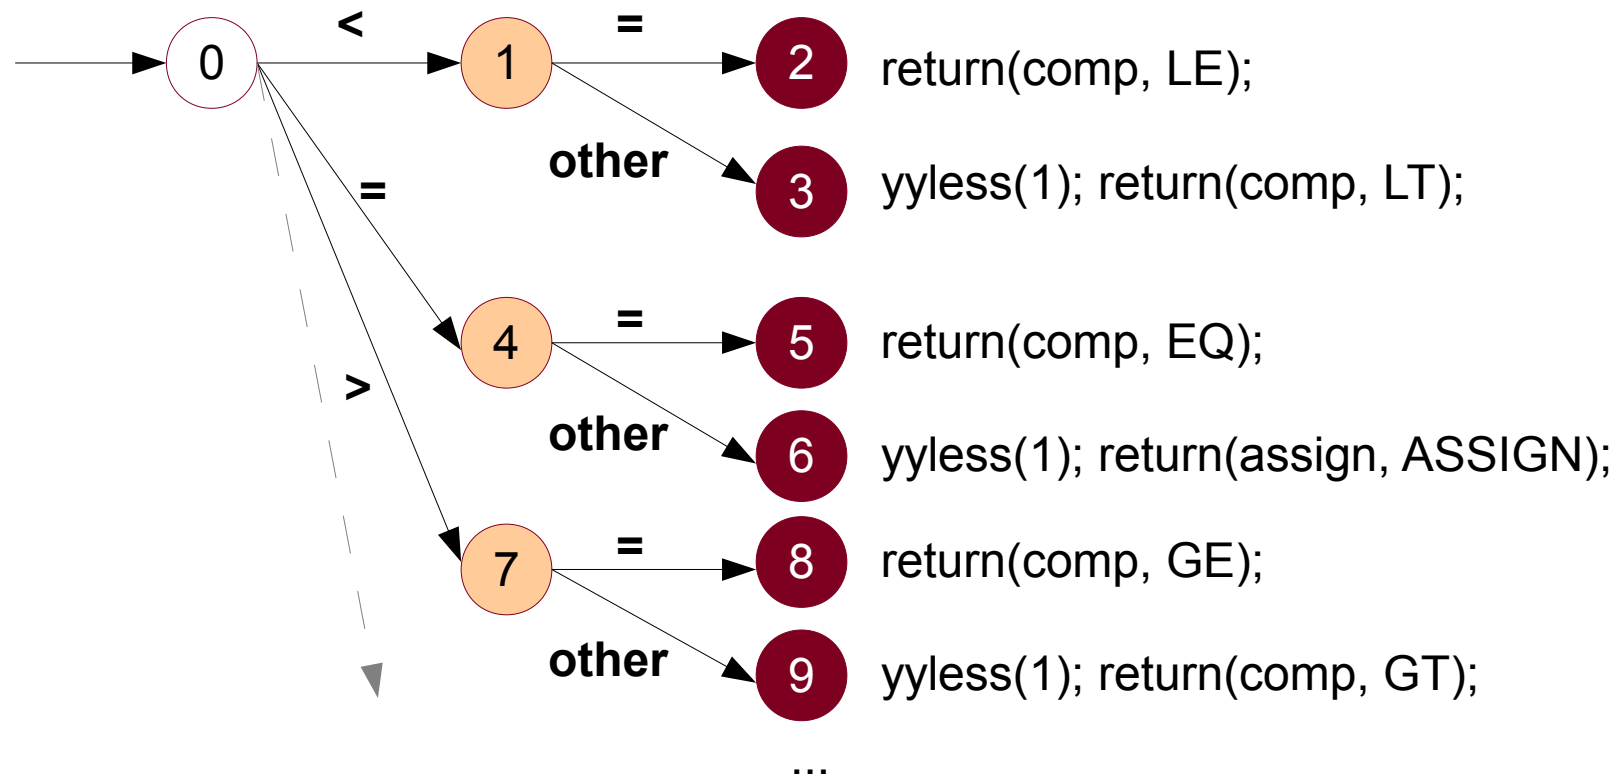 0 < 1 = 2 return(comp, LE);
other 3 yyless(1); return(comp, LT);
=
4 = 5 return(comp, EQ);
>
other 6 yyless(1); return(assign, ASSIGN);
7 = 8 return(comp, GE);
other 9 yyless(1); return(comp, GT);
...